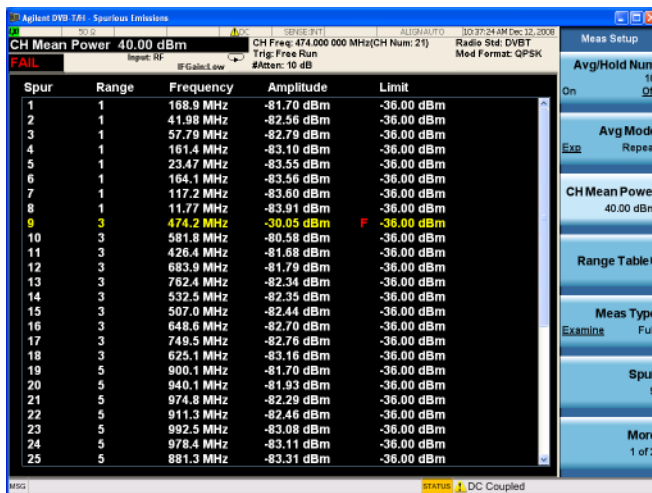 Agilent DVB-T/H - Spurious Emissions
50 Ω DC SENSE:INT ALIGN AUTO 10:37:24 AM Dec 12, 2008
CH Mean Power 40.00 dBm CH Freq: 474.000 000 MHz(CH Num: 21) Radio Std: DVBT
Input: RF Trig: Free Run Mod Format: QPSK
FAIL IFGain:Low #Atten: 10 dB
Spur Range Frequency Amplitude Limit
1 1 168.9 MHz -81.70 dBm -36.00 dBm
2 1 41.98 MHz -82.56 dBm -36.00 dBm
3 1 57.79 MHz -82.79 dBm -36.00 dBm
4 1 161.4 MHz -83.10 dBm -36.00 dBm
5 1 23.47 MHz -83.55 dBm -36.00 dBm
6 1 164.1 MHz -83.56 dBm -36.00 dBm
7 1 117.2 MHz -83.60 dBm -36.00 dBm
8 1 11.77 MHz -83.91 dBm -36.00 dBm
9 3 474.2 MHz -30.05 dBm F -36.00 dBm
10 3 581.8 MHz -80.58 dBm -36.00 dBm
11 3 426.4 MHz -81.68 dBm -36.00 dBm
12 3 683.9 MHz -81.79 dBm -36.00 dBm
13 3 762.4 MHz -82.34 dBm -36.00 dBm
14 3 532.5 MHz -82.35 dBm -36.00 dBm
15 3 507.0 MHz -82.44 dBm -36.00 dBm
16 3 648.6 MHz -82.70 dBm -36.00 dBm
17 3 749.5 MHz -82.76 dBm -36.00 dBm
18 3 625.1 MHz -83.16 dBm -36.00 dBm
19 5 900.1 MHz -81.70 dBm -36.00 dBm
20 5 940.1 MHz -81.93 dBm -36.00 dBm
21 5 974.8 MHz -82.29 dBm -36.00 dBm
22 5 911.3 MHz -82.46 dBm -36.00 dBm
23 5 992.5 MHz -83.08 dBm -36.00 dBm
24 5 978.4 MHz -83.11 dBm -36.00 dBm
25 5 881.3 MHz -83.31 dBm -36.00 dBm
MSG STATUS DC Coupled
Meas Setup
Avg/Hold Num
10
On Of
Avg Mode
Exp Repea
CH Mean Powe
40.00 dBm
Range Table
Meas Type
Examine Ful
Spu
9
More
1 of 2